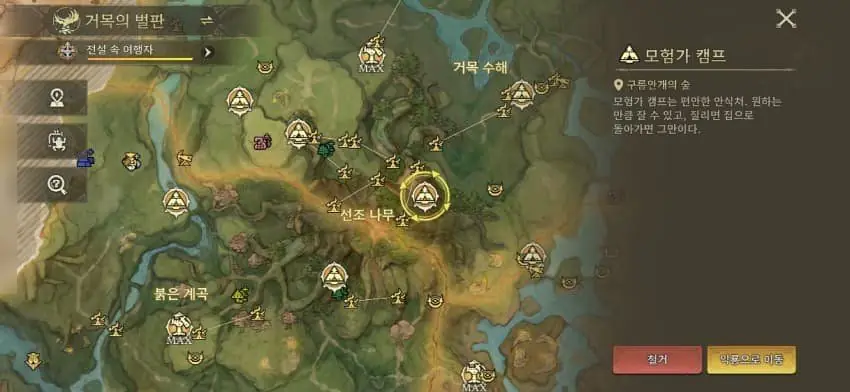 거목의 벌판
전설 속 여행자
MAX
거목 수해
선조 나무
붉은 계곡
MAX
MAX
모험가 캠프
구름안개의 숲
모험가 캠프는 편안한 안식처. 원하는
만큼 잘 수 있고, 질리면 집으로
돌아가면 그만이다.
철거
익룡으로 이동